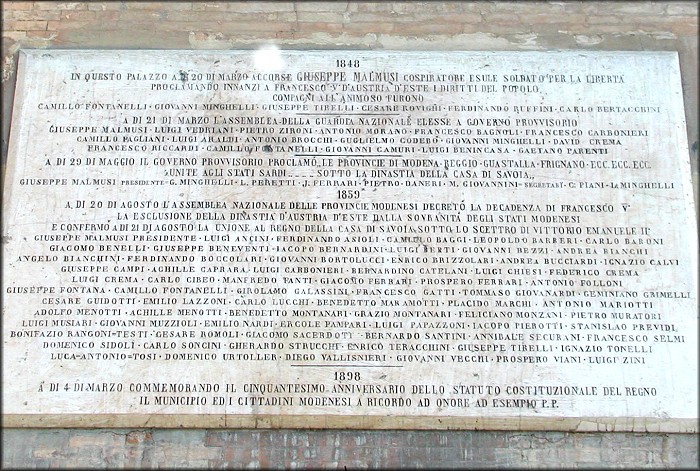 1848
IN QUESTO PALAZZO A DI 20 DI MARZO ACCORSE GIUSEPPE MALMUSI COSPIRATORE ESULE SOLDATO PER LA LIBERTÀ
PROCLAMANDO INNANZI A FRANCESCO V° D'AUSTRIA D'ESTE I DIRITTI DEL POPOLO.
COMPAGNI ALL'ANIMOSO FURONO
CAMILLO FONTANELLI · GIOVANNI MINGHELLI · GIUSEPPE TIRELLI · CESARE ROVIGHI · FERDINANDO RUFFINI · CARLO BERTACCHINI
A DI 21 DI MARZO L'ASSEMBLEA DELLA GUARDIA NAZIONALE ELESSE A GOVERNO PROVVISORIO
GIUSEPPE MALMUSI · LUIGI VEDRIANI · PIETRO ZIRONI · ANTONIO MORANO · FRANCESCO BAGNOLI · FRANCESCO CARBONIERI
CAMILLO PAGLIANI · LUIGI ARALDI · ANTONIO BROCCHI · GUGLIELMO CODEBÒ · GIOVANNI MINGHELLI · DAVID CREMA
FRANCESCO RICCARDI · CAMILLO FONTANELLI · GIOVANNI CAMURI · LUIGI BENINCASA · GAETANO PARENTI
A DI 29 DI MAGGIO IL GOVERNO PROVVISORIO PROCLAMÒ LE PROVINCIE DI MODENA · REGGIO · GUASTALLA · FRIGNANO · ECC. ECC. ECC.
UNITE AGLI STATI SARDI SOTTO LA DINASTIA DELLA CASA DI SAVOIA
GIUSEPPE MALMUSI PRESIDENTE · G. MINGHELLI · L. PERETTI · J. FERRARI · PIETRO · DANERI · M. GIOVANNINI · SEGRETARI · C. PIANI · MINGHELLI
1859
A DI 20 DI AGOSTO L'ASSEMBLEA NAZIONALE DELLE PROVINCIE MODENESI DECRETÒ LA DECADENZA DI FRANCESCO V°
LA ESCLUSIONE DELLA DINASTIA D'AUSTRIA D'ESTE DALLA SOVRANITÀ DEGLI STATI MODENESI
E CONFERMÒ A DI 21 DI AGOSTO LA UNIONE AL REGNO DELLA CASA DI SAVOIA SOTTO LO SCETTRO DI VITTORIO EMANUELE II°
GIUSEPPE MALMUSI PRESIDENTE · LUIGI ANCINI · FERDINANDO ASIOLI · CAMILLO BAGGI · LEOPOLDO BARBERI · CARLO BARONI
GIACOMO BENELLI · GIUSEPPE BENEVENTI · IACOPO BERNARDINI · LUIGI BERTI · GIOVANNI BEZZI · ANDREA BIANCHI
ANGELO BIANCHINI · FERDINANDO BOCCOLARI · GIOVANNI BORTOLUCCI · ENRICO BRIZZOLARI · ANDREA BUCCIARDI · IGNAZIO CALVI
GIUSEPPE CAMPI · ACHILLE CAPRARA · LUIGI CARBONIERI · BERNARDINO CATELANI · LUIGI CHIESI · FEDERICO CREMA
LUIGI CREMA · CARLO CYBEO · MANFREDO FANTI · GIACOMO FERRARI · PROSPERO FERRARI · ANTONIO FOLLONI
GIUSEPPE FONTANA · CAMILLO FONTANELLI · GIROLAMO GALASSINI · FRANCESCO GATTI · TOMMASO GIOVANARDI · GEMINIANO GRIMELLI
CESARE GUIDOTTI · EMILIO LAZZONI · CARLO LUCCHI · BENEDETTO MARAMOTTI · PLACIDO MARCHI · ANTONIO MARIOTTI
ADOLFO MENOTTI · ACHILLE MENOTTI · BENEDETTO MONTANARI · GRAZIO MONTANARI · FELICIANO MONZANI · PIETRO MURATORI
LUIGI MUSIARI · GIOVANNI MUZZIOLI · EMILIO NARDI · ERCOLE PAMPARI · LUIGI PAPAZZONI · IACOPO PIEROTTI · STANISLAO PREVIDI
BONIFAZIO RANGONI-TESTI · CESARE ROMOLI · GIACOMO SACERDOTI · BERNARDO SANTINI · ANNIBALE SECURANI · FRANCESCO SELMI
DOMENICO SIDOLI · CARLO SONCINI · GHERARDO STRUCCHI · ENRICO TERACCHINI · GIUSEPPE TIRELLI · IGNAZIO TONELLI
LUCA-ANTONIO-TOSI · DOMENICO URTOLLER · DIEGO VALLISNIERI · GIOVANNI VECCHI · PROSPERO VIANI · LUIGI ZINI
1898
A DI 4 DI MARZO COMMEMORANDO IL CINQUANTESIMO ANNIVERSARIO DELLO STATUTO COSTITUZIONALE DEL REGNO
IL MUNICIPIO ED I CITTADINI MODENESI A RICORDO AD ONORE AD ESEMPIO P.P.